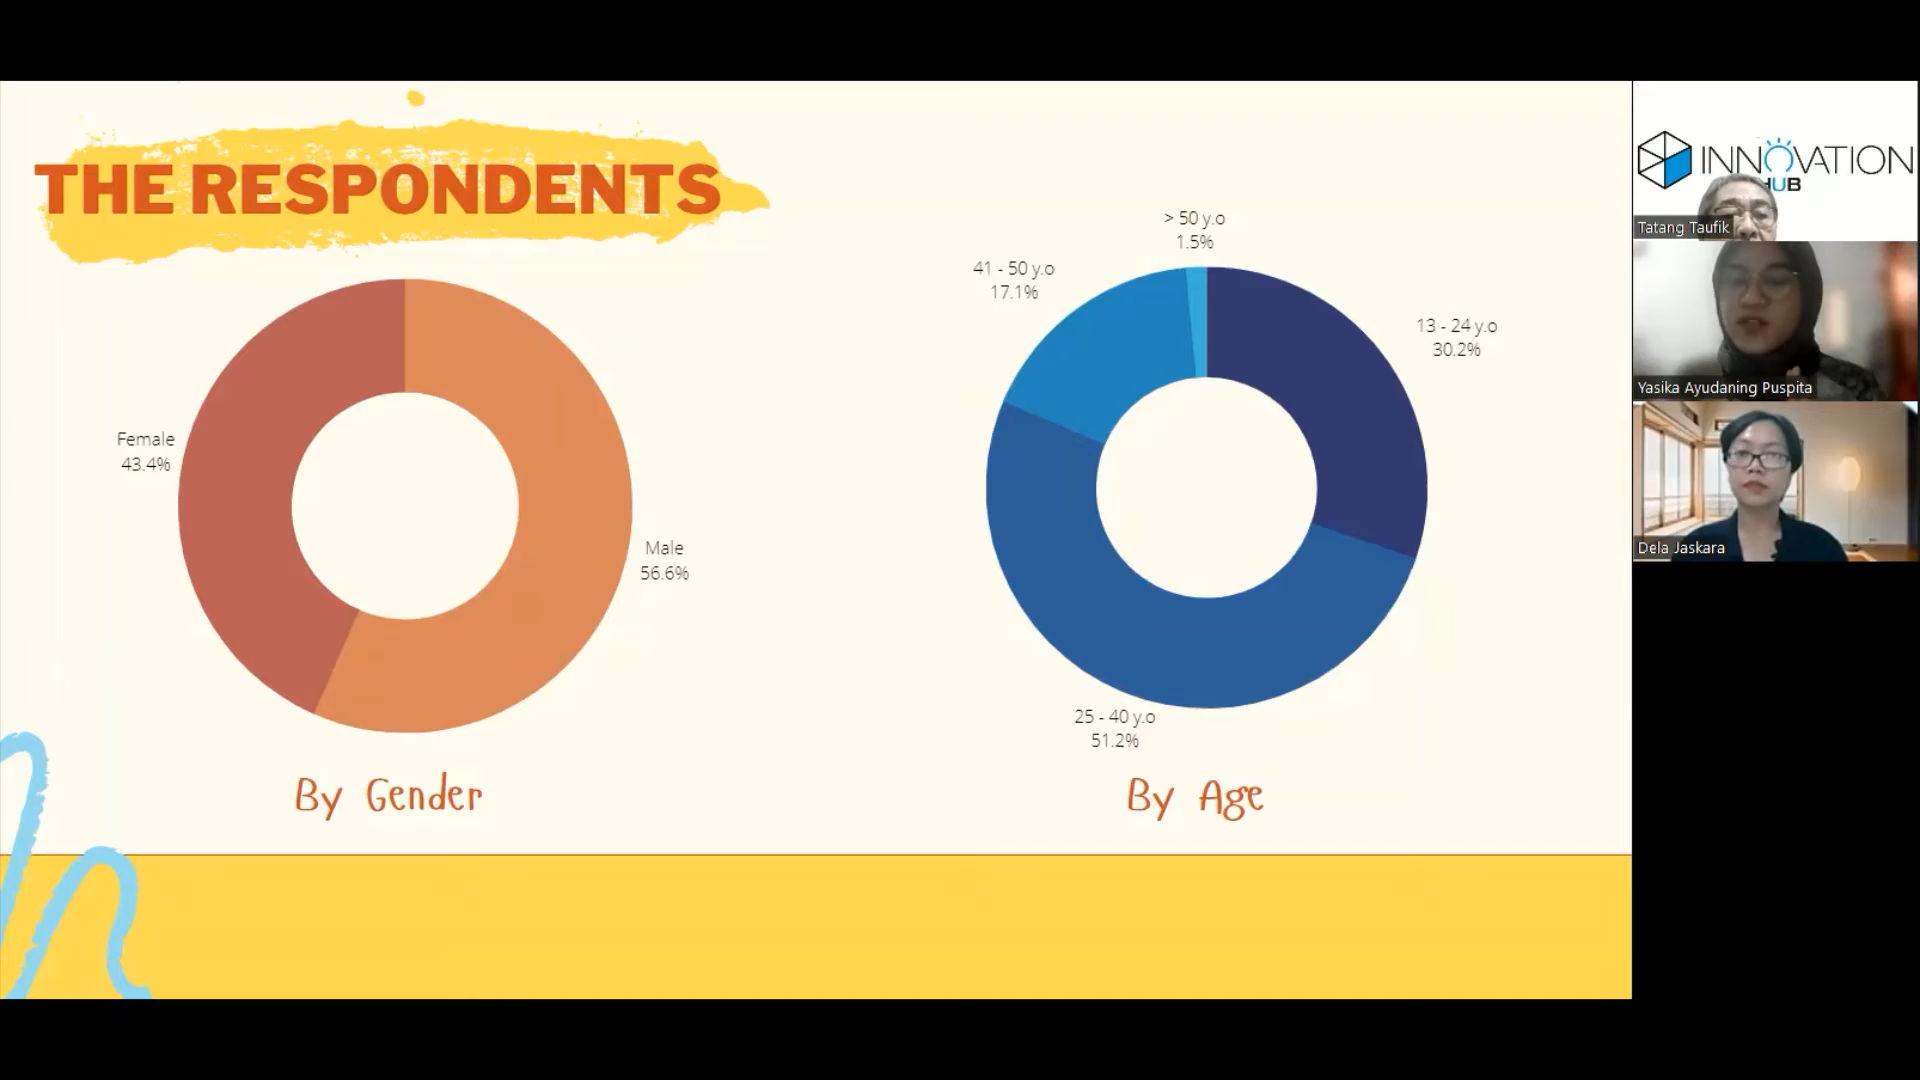 THE RESPONDENTS
Female
43.4%
Male
56.6%
By Gender
> 50 y.o
1.5%
41 - 50 y.o
17.1%
13 - 24 y.o
30.2%
25 - 40 y.o
51.2%
By Age
INNOVATION
HUB
Tatang Taufik
Yasika Ayudaning Puspita
Dela Jaskara